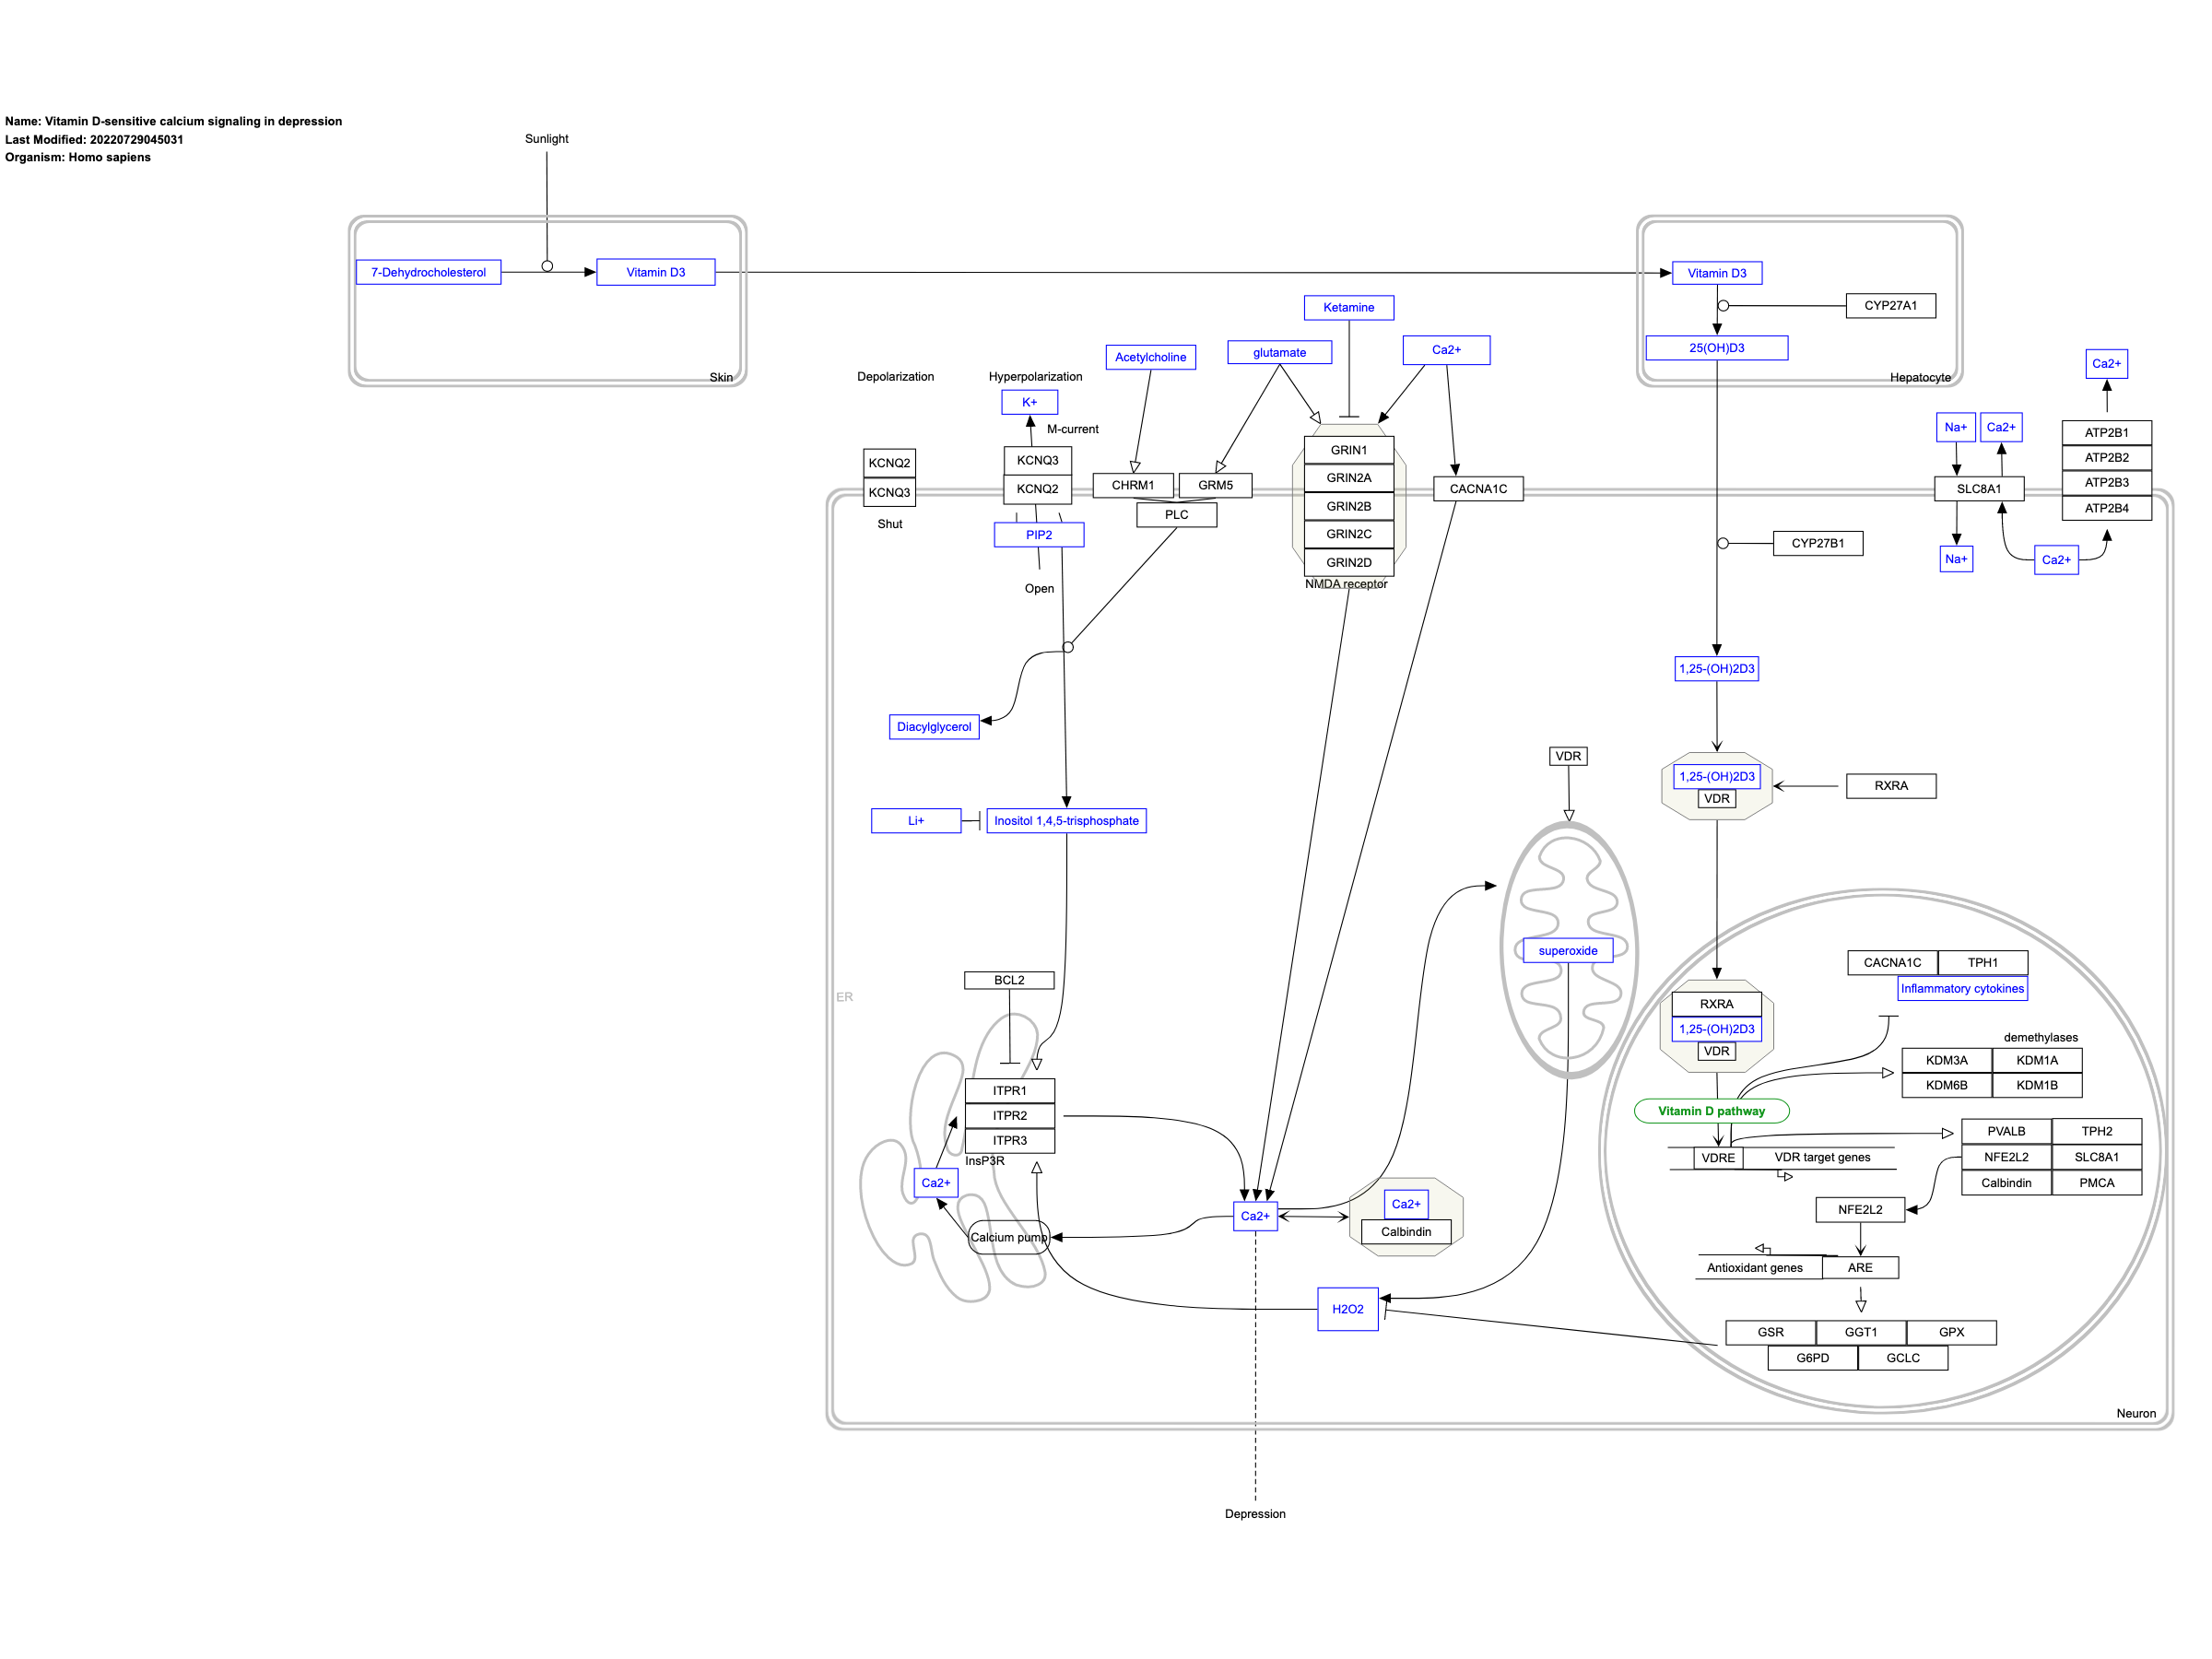 Name: Vitamin D-sensitive calcium signaling in depression
Last Modified: 20220729045031
Organism: Homo sapiens
Sunlight
7-Dehydrocholesterol
Vitamin D3
Skin
Vitamin D3
CYP27A1
25(OH)D3
Hepatocyte
Ketamine
Acetylcholine
glutamate
Ca2+
Ca2+
Depolarization
Hyperpolarization
K+
M-current
Na+
Ca2+
KCNQ2
KCNQ3
Shut
KCNQ3
KCNQ2
PIP2
Open
CHRM1
GRM5
PLC
GRIN1
GRIN2A
GRIN2B
GRIN2C
GRIN2D
NMDA receptor
CACNA1C
SLC8A1
ATP2B1
ATP2B2
ATP2B3
ATP2B4
CYP27B1
Na+
Ca2+
1,25-(OH)2D3
Diacylglycerol
VDR
1,25-(OH)2D3
VDR
RXRA
Li+
Inositol 1,4,5-trisphosphate
superoxide
CACNA1C
TPH1
Inflammatory cytokines
BCL2
ER
RXRA
1,25-(OH)2D3
VDR
demethylases
KDM3A
KDM1A
KDM6B
KDM1B
ITPR1
ITPR2
ITPR3
InsP3R
Vitamin D pathway
VDRE
VDR target genes
PVALB
TPH2
NFE2L2
SLC8A1
Calbindin
PMCA
Ca2+
Calcium pump
Ca2+
Ca2+
Calbindin
NFE2L2
Antioxidant genes
ARE
H2O2
GSR
GGT1
GPX
G6PD
GCLC
Neuron
Depression